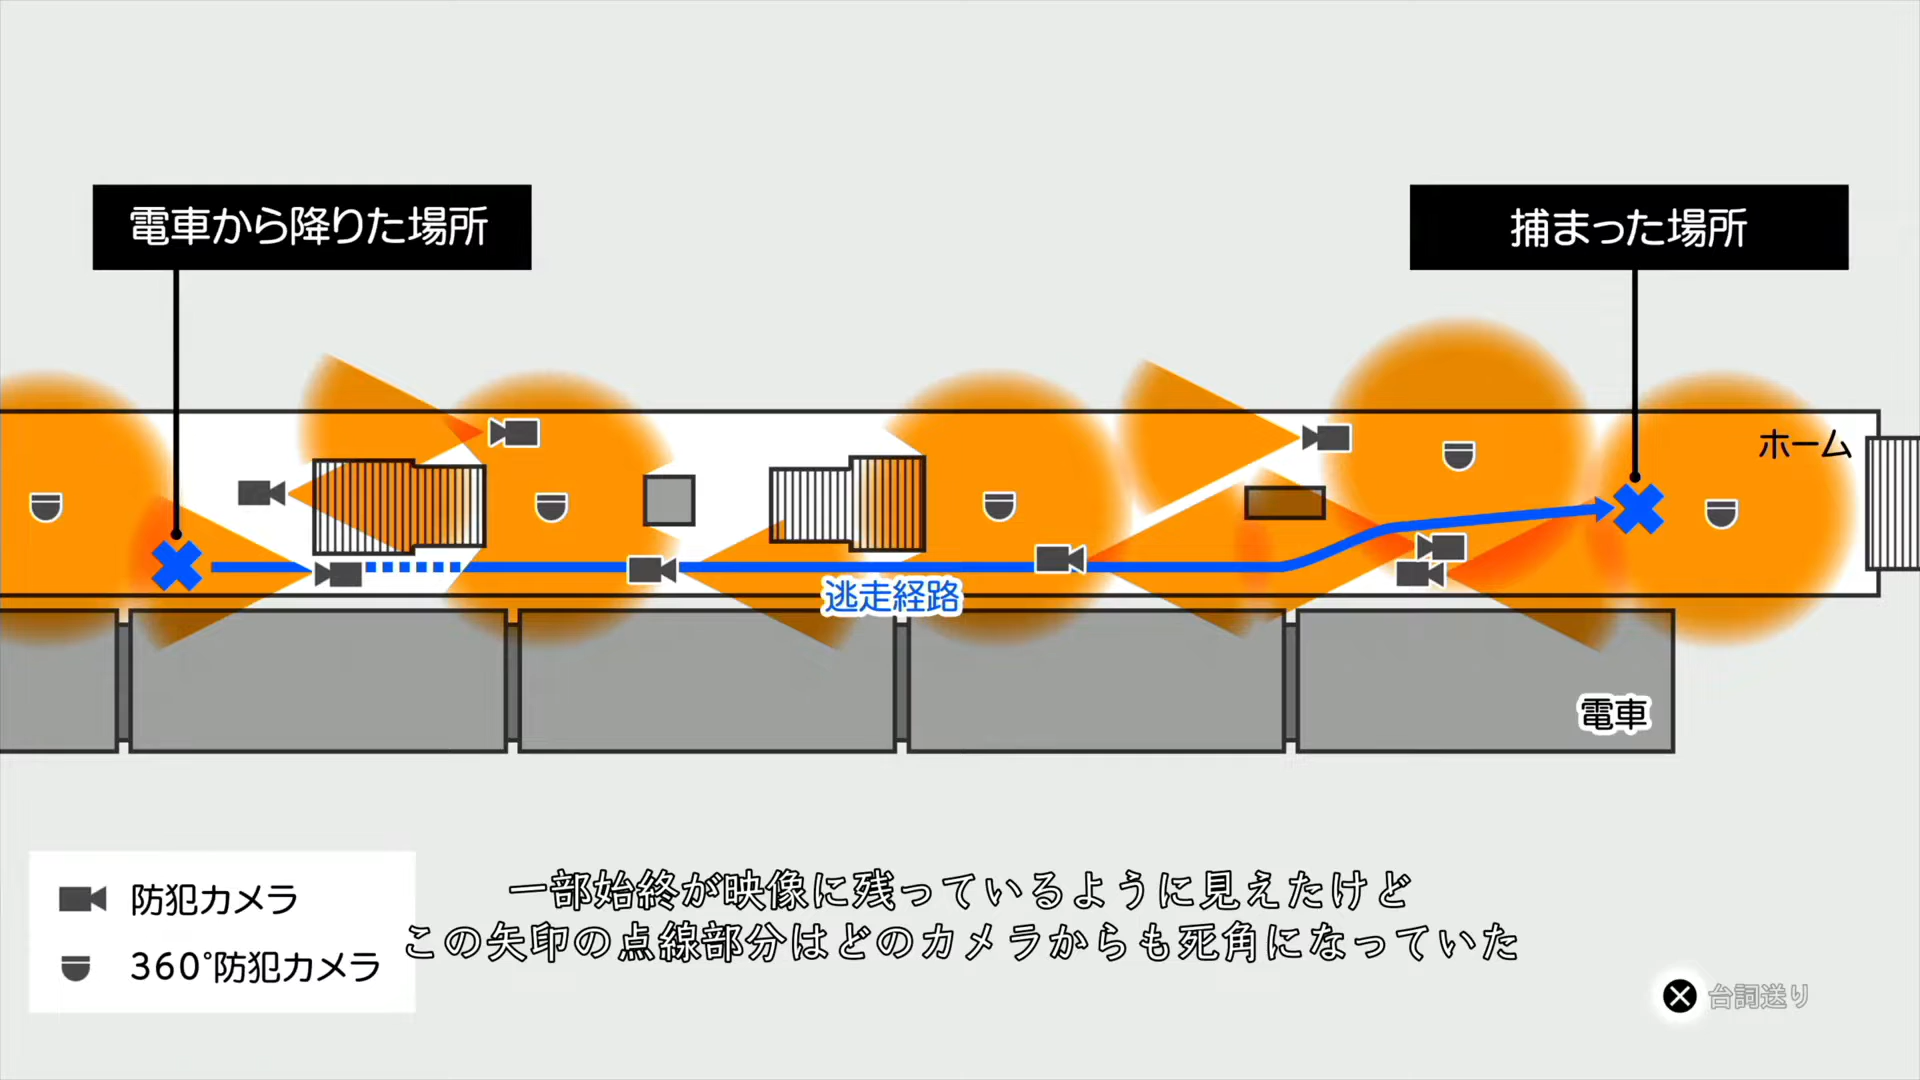 電車から降りた場所
捕まった場所
ホーム
逃走経路
電車
防犯カメラ
360°防犯カメラ
一部始終が映像に残っているように見えたけど
この矢印の点線部分はどのカメラからも死角になっていた
台詞送り